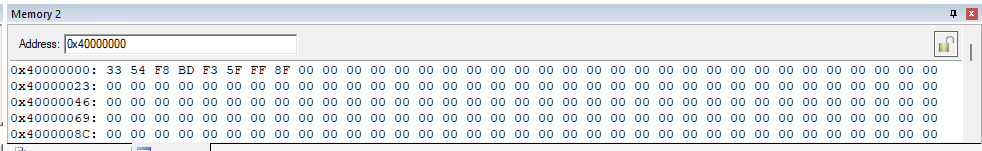 Memory 2
Address: 0x40000000
0x40000000: 33 54 F8 BD F3 5F FF 8F 00 00 00 00 00 00 00 00 00 00 00 00 00 00 00 00 00 00 00 00 00 00 00 00 00 00 00
0x40000023: 00 00 00 00 00 00 00 00 00 00 00 00 00 00 00 00 00 00 00 00 00 00 00 00 00 00 00 00 00 00 00 00 00 00 00
0x40000046: 00 00 00 00 00 00 00 00 00 00 00 00 00 00 00 00 00 00 00 00 00 00 00 00 00 00 00 00 00 00 00 00 00 00 00
0x40000069: 00 00 00 00 00 00 00 00 00 00 00 00 00 00 00 00 00 00 00 00 00 00 00 00 00 00 00 00 00 00 00 00 00 00 00
0x4000008C: 00 00 00 00 00 00 00 00 00 00 00 00 00 00 00 00 00 00 00 00 00 00 00 00 00 00 00 00 00 00 00 00 00 00 00